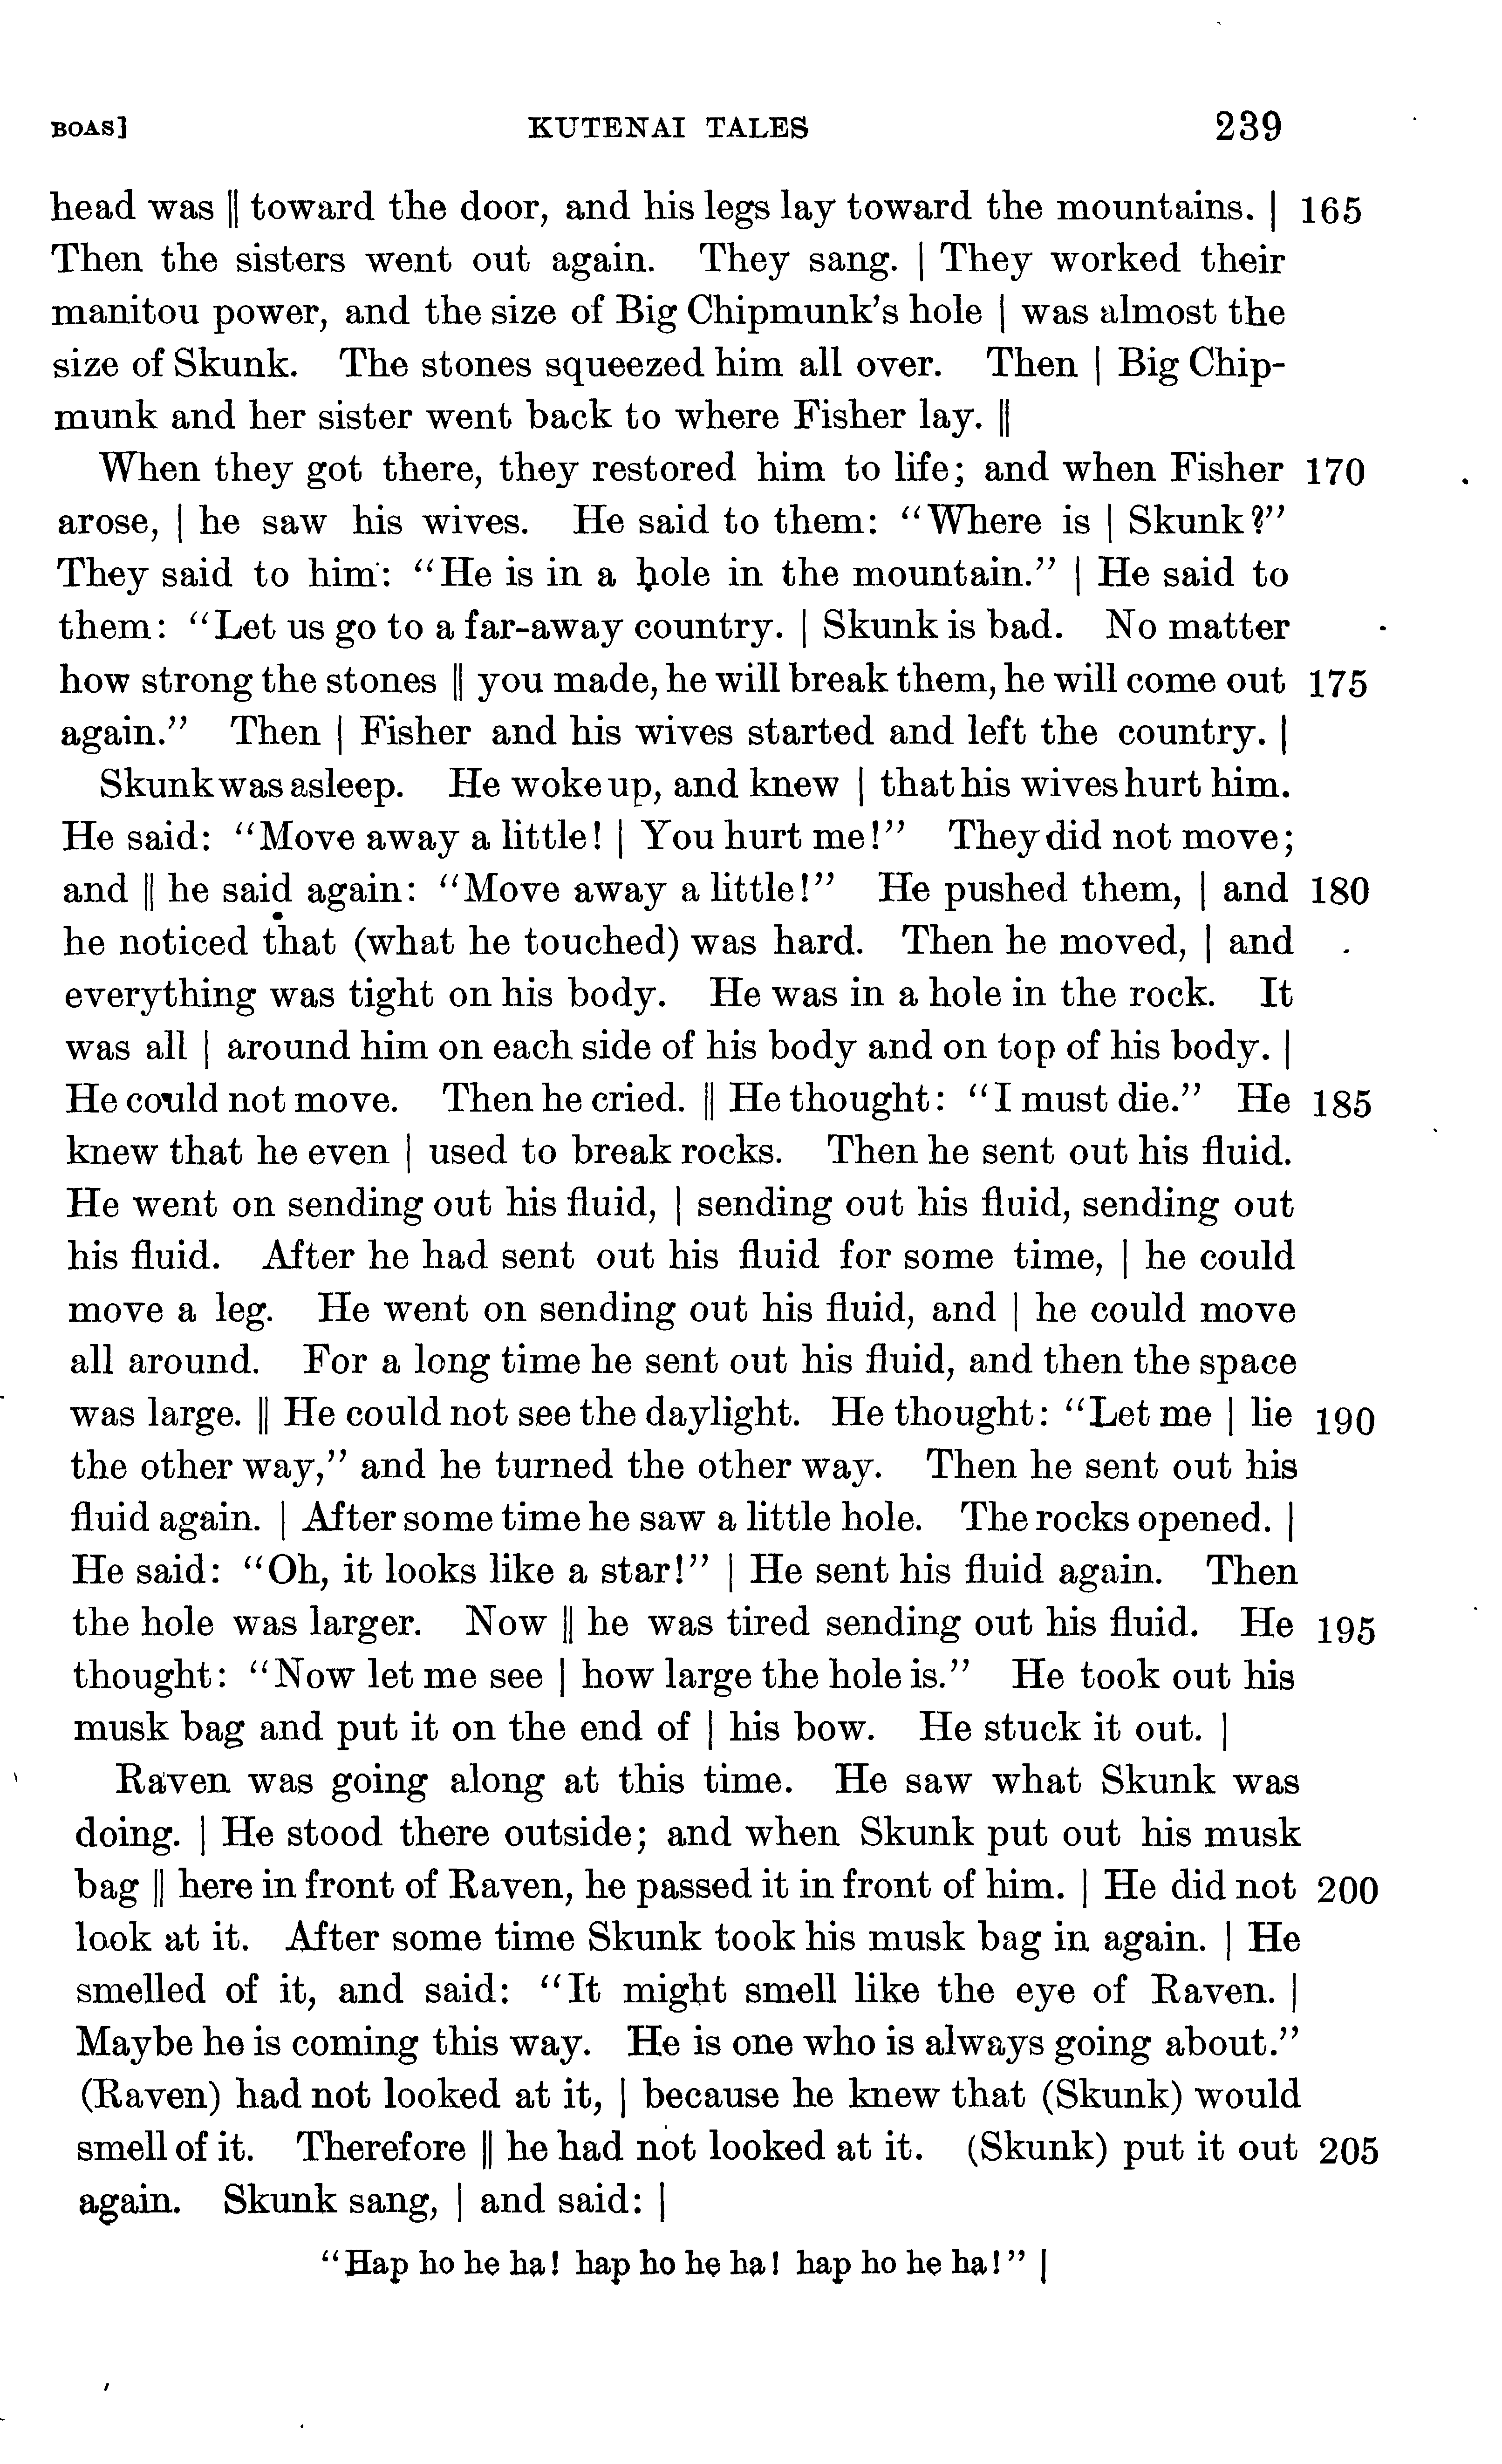 BOAS] KUTENAI TALES 239
head was || toward the door, and his legs lay toward the mountains. | 165
Then the sisters went out again. They sang. | They worked their
manitou power, and the size of Big Chipmunk's hole | was almost the
size of Skunk. The stones squeezed him all over. Then | Big Chip-
munk and her sister went back to where Fisher lay. ||
When they got there, they restored him to life; and when Fisher 170
arose, | he saw his wives. He said to them: "Where is | Skunk?"
They said to him: "He is in a hole in the mountain." | He said to
them: "Let us go to a far-away country. | Skunk is bad. No matter
how strong the stones || you made, he will break them, he will come out 175
again." Then | Fisher and his wives started and left the country. |
Skunk was asleep. He woke up, and knew | that his wives hurt him.
He said: "Move away a little! | You hurt me!" They did not move;
and || he said again: "Move away a little!" He pushed them, | and 180
he noticed that (what he touched) was hard. Then he moved, | and
everything was tight on his body. He was in a hole in the rock. It
was all | around him on each side of his body and on top of his body. |
He could not move. Then he cried. || He thought: "I must die." He 185
knew that he even | used to break rocks. Then he sent out his fluid.
He went on sending out his fluid, | sending out his fluid, sending out
his fluid. After he had sent out his fluid for some time, | he could
move a leg. He went on sending out his fluid, and | he could move
all around. For a long time he sent out his fluid, and then the space
was large. || He could not see the daylight. He thought: "Let me | lie 190
the other way," and he turned the other way. Then he sent out his
fluid again. | After some time he saw a little hole. The rocks opened. |
He said: "Oh, it looks like a star!" | He sent his fluid again. Then
the hole was larger. Now || he was tired sending out his fluid. He 195
thought: "Now let me see | how large the hole is." He took out his
musk bag and put it on the end of | his bow. He stuck it out. |
Raven was going along at this time. He saw what Skunk was
doing. | He stood there outside; and when Skunk put out his musk
bag || here in front of Raven, he passed it in front of him. | He did not 200
look at it. After some time Skunk took his musk bag in again. | He
smelled of it, and said: "It might smell like the eye of Raven. |
Maybe he is coming this way. He is one who is always going about."
(Raven) had not looked at it, | because he knew that (Skunk) would
smell of it. Therefore || he had not looked at it. (Skunk) put it out 205
again. Skunk sang, | and said: |
"Hap ho he ha! hap ho he ha! hap ho he ha!" |